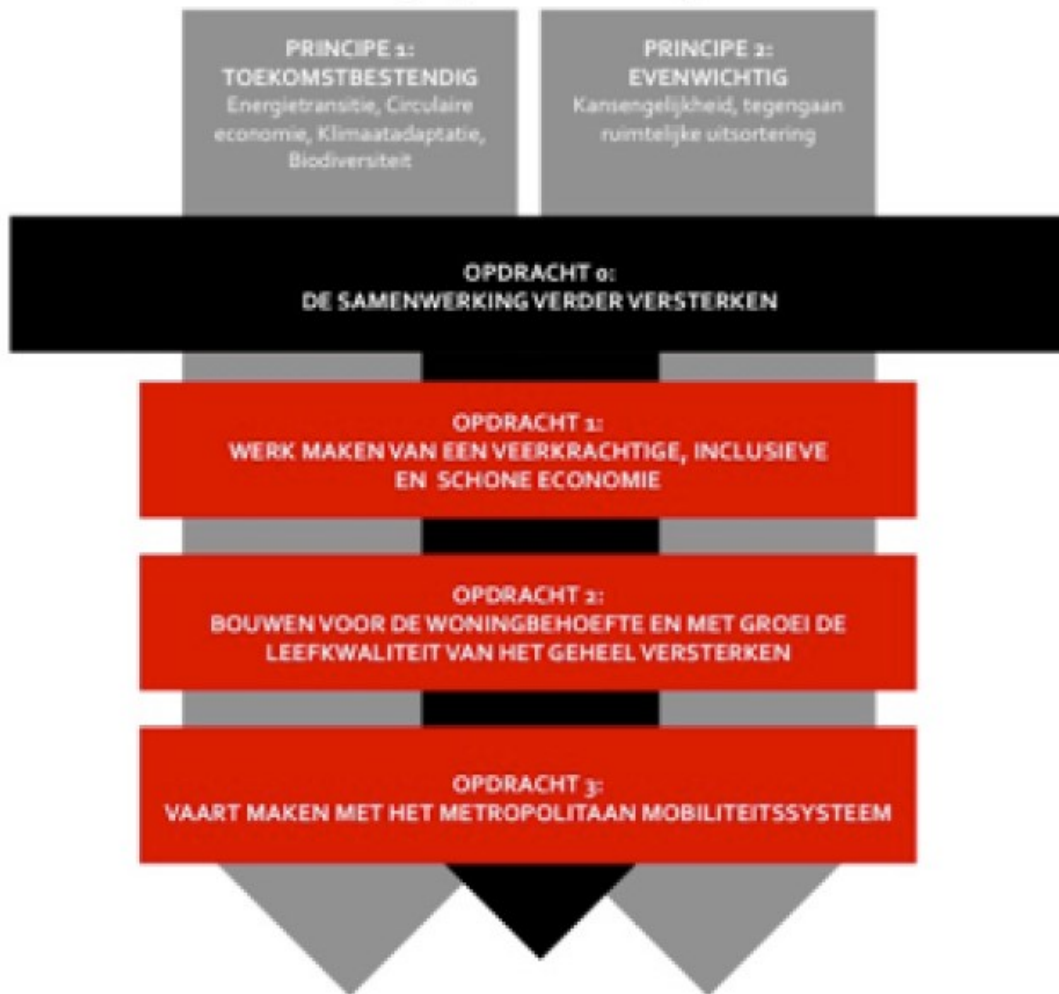 PRINCIPE 1:
TOEKOMSTBESTENDIG
Energietransitie, Circulaire
economie, Klimaatadaptatie,
Biodiversiteit
PRINCIPE 2:
EVENWICHTIG
Kansengelijkheid, tegengaan
ruimtelijke uitsortering
OPDRACHT 0:
DE SAMENWERKING VERDER VERSTERKEN
OPDRACHT 1:
WERK MAKEN VAN EEN VEERKRACHTIGE, INCLUSIEVE
EN SCHONE ECONOMIE
OPDRACHT 2:
BOUWEN VOOR DE WONINGBEHOEFTE EN MET GROEI DE
LEEFKWALITEIT VAN HET GEHEEL VERSTERKEN
OPDRACHT 3:
VAART MAKEN MET HET METROPOLITAAN MOBILITEITSSYSTEEM